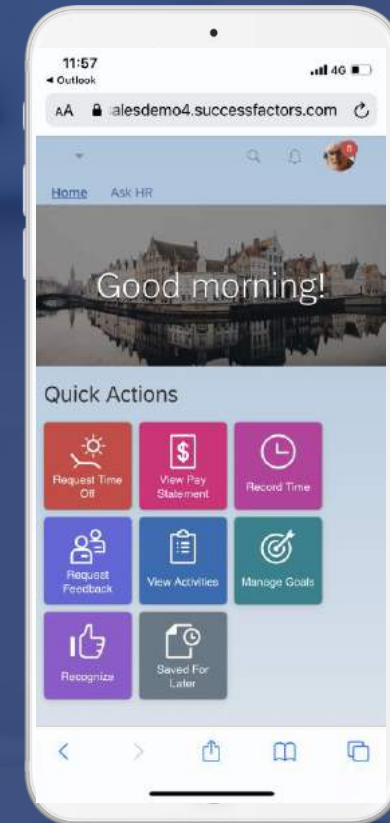 11:57
4G
◄ Outlook
AA alesdemo4.successfactors.com
Home Ask HR
Good morning!
Quick Actions
Request Time
Off
View Pay
Statement
Record Time
Request
Feedback
View Activities
Manage Goals
Recognize
Saved For
Later